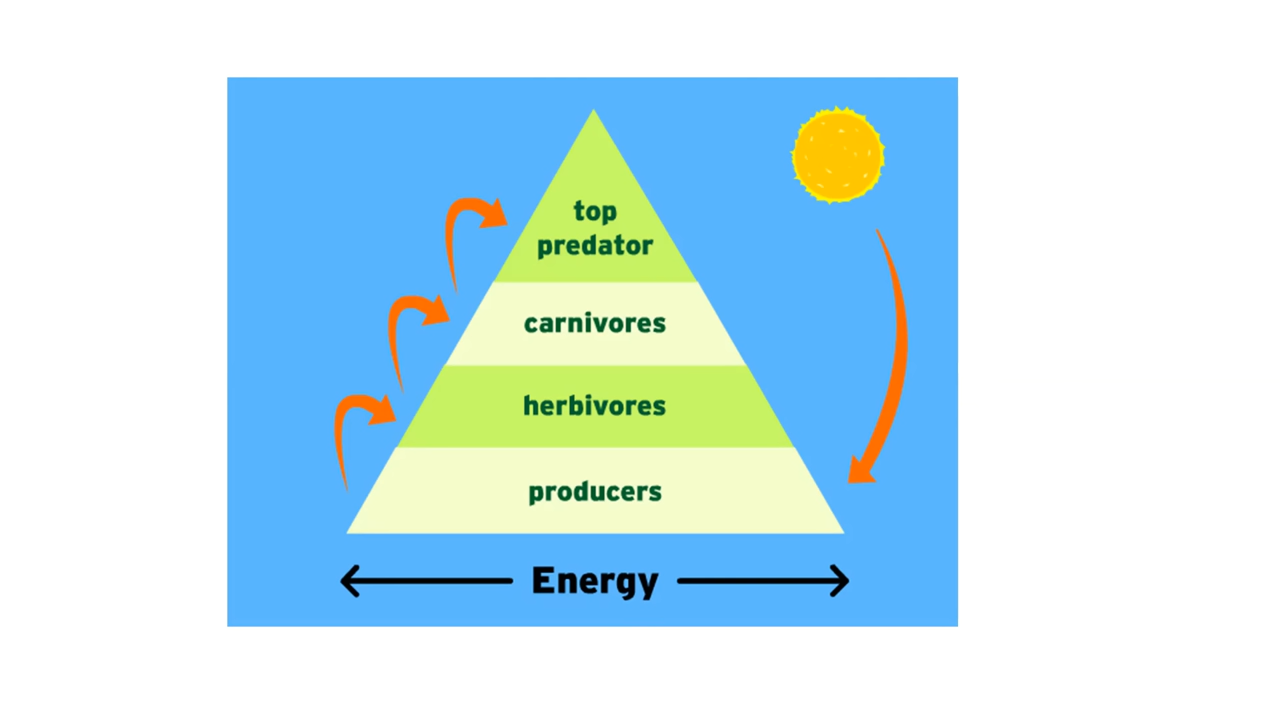 top
predator
carnivores
herbivores
producers
Energy